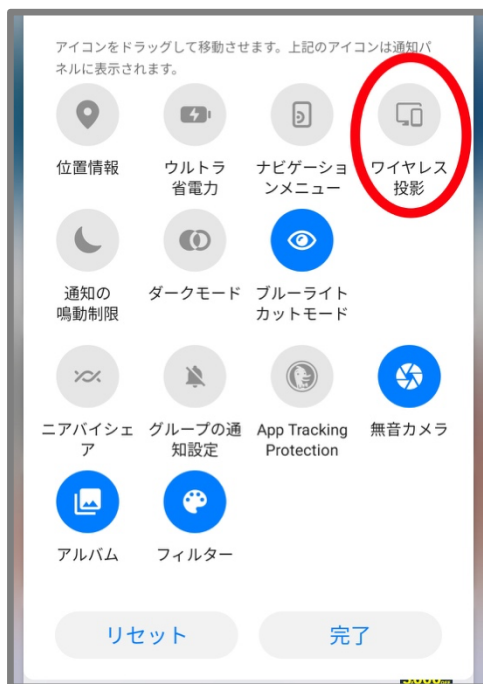 アイコンをドラッグして移動させます。上記のアイコンは通知パ
ネルに表示されます。
位置情報
ウルトラ
省電力
ナビゲーショ
ンメニュー
ワイヤレス
投影
通知の
鳴動制限
ダークモード
ブルーライト
カットモード
ニアバイシェ
ア
グループの通
知設定
App Tracking
Protection
無音カメラ
アルバム
フィルター
リセット
完了